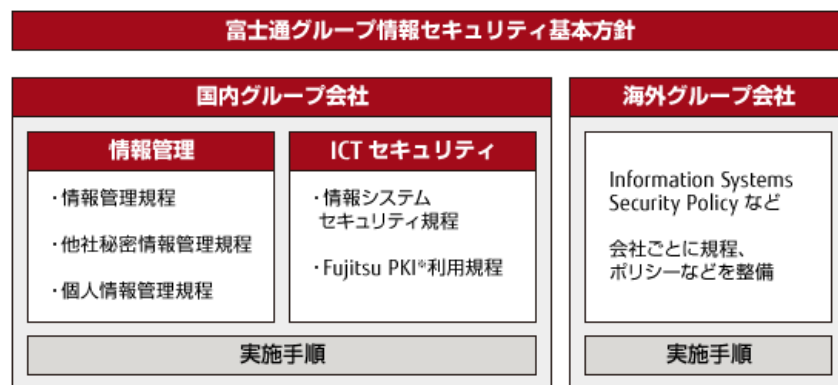 富士通グループ情報セキュリティ基本方針
国内グループ会社
情報管理
・情報管理規程
・他社秘密情報管理規程
・個人情報管理規程
ICT セキュリティ
・情報システム
セキュリティ規程
・Fujitsu PKI※利用規程
実施手順
海外グループ会社
Information Systems
Security Policy など
会社ごとに規程、
ポリシーなどを整備
実施手順